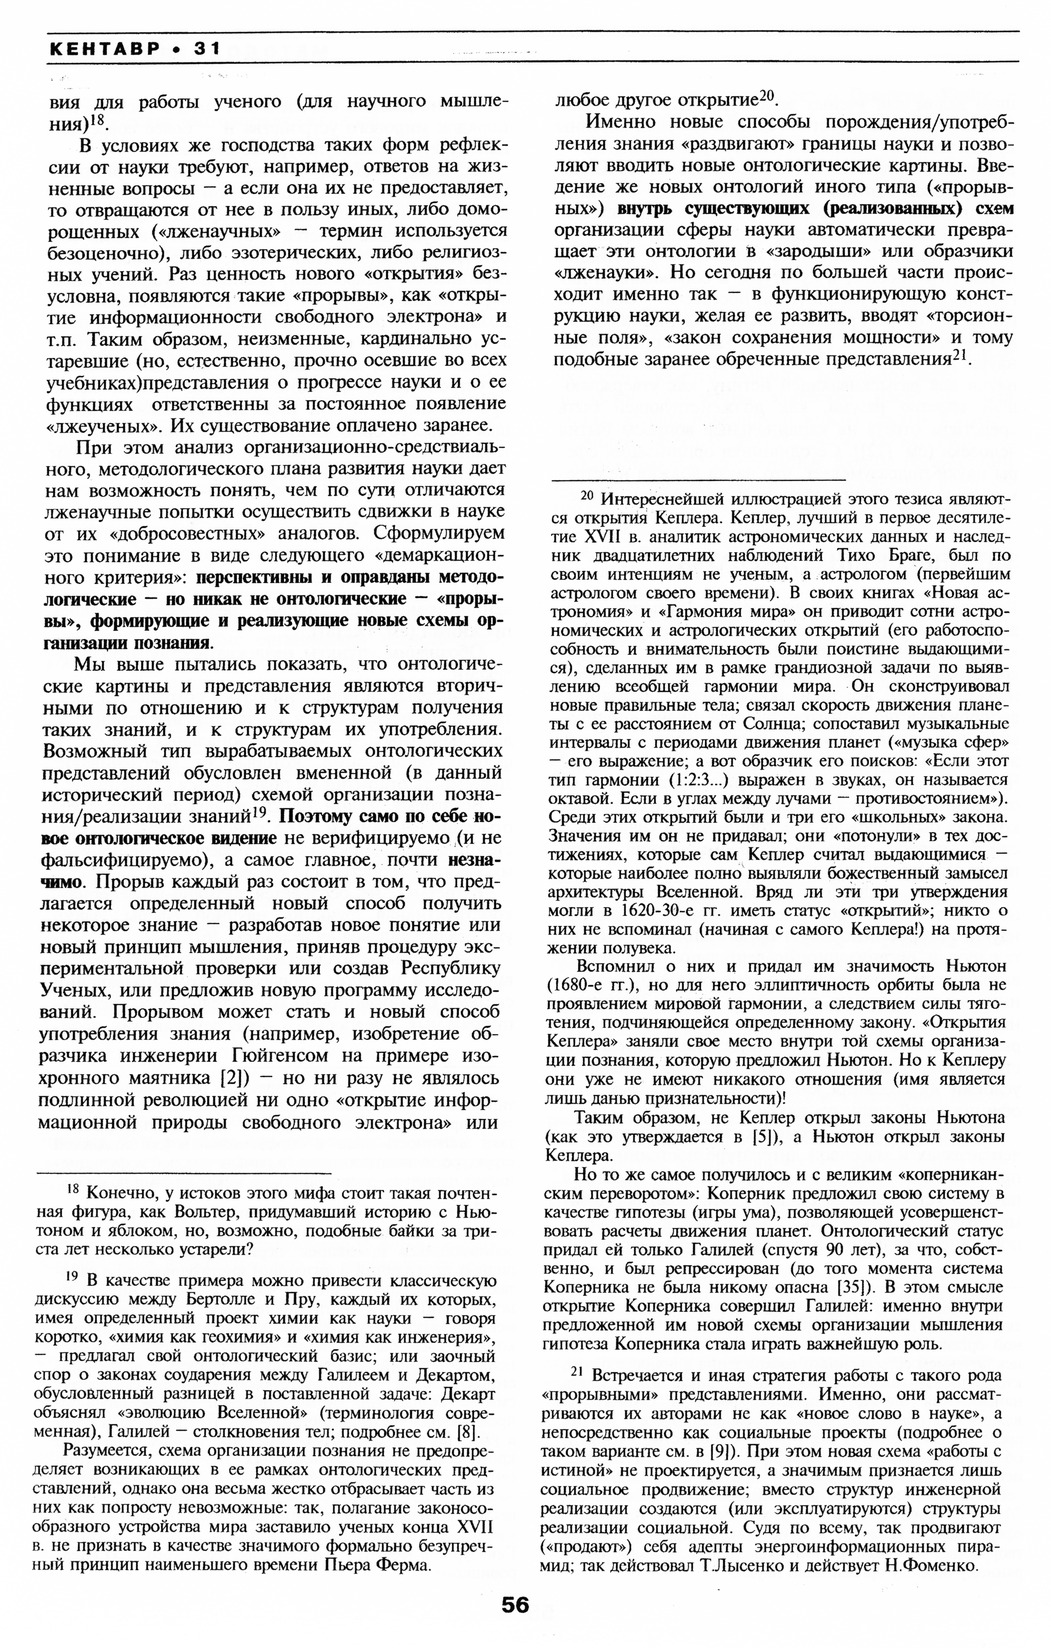 КЕНТАВР • 31
вия для работы ученого (для научного мышле-
ния)¹⁸.
В условиях же господства таких форм рефлек-
сии от науки требуют, например, ответов на жиз-
ненные вопросы — а если она их не предоставляет,
то отвращаются от нее в пользу иных, либо домо-
рощенных («лженаучных» — термин используется
безоценочно), либо эзотерических, либо религиоз-
ных учений. Раз ценность нового «открытия» без-
условна, появляются такие «прорывы», как «откры-
тие информационности свободного электрона» и
т.п. Таким образом, неизменные, кардинально ус-
таревшие (но, естественно, прочно осевшие во всех
учебниках)представления о прогрессе науки и о ее
функциях ответственны за постоянное появление
«лжеученых». Их существование оплачено заранее.
При этом анализ организационно-средствиаль-
ного, методологического плана развития науки дает
нам возможность понять, чем по сути отличаются
лженаучные попытки осуществить сдвижки в науке
от их «добросовестных» аналогов. Сформулируем
это понимание в виде следующего «демаркацион-
ного критерия»: перспективны и оправданы методо-
логические — но никак не онтологические — «проры-
вы», формирующие и реализующие новые схемы ор-
ганизации познания.
Мы выше пытались показать, что онтологиче-
ские картины и представления являются вторич-
ными по отношению и к структурам получения
таких знаний, и к структурам их употребления.
Возможный тип вырабатываемых онтологических
представлений обусловлен вмененной (в данный
исторический период) схемой организации позна-
ния/реализации знаний¹⁹. Поэтому само по себе но-
вое онтологическое видение не верифицируемо (и не
фальсифицируемо), а самое главное, почти незна-
чимо. Прорыв каждый раз состоит в том, что пред-
лагается определенный новый способ получить
некоторое знание — разработав новое понятие или
новый принцип мышления, приняв процедуру экс-
периментальной проверки или создав Республику
Ученых, или предложив новую программу исследо-
ваний. Прорывом может стать и новый способ
употребления знания (например, изобретение об-
разчика инженерии Гюйгенсом на примере изо-
хронного маятника [2]) — но ни разу не являлось
подлинной революцией ни одно «открытие инфор-
мационной природы свободного электрона» или
¹⁸ Конечно, у истоков этого мифа стоит такая почтен-
ная фигура, как Вольтер, придумавший историю с Нью-
тоном и яблоком, но, возможно, подобные байки за три-
ста лет несколько устарели?
¹⁹ В качестве примера можно привести классическую
дискуссию между Бертолле и Пру, каждый их которых,
имея определенный проект химии как науки — говоря
коротко, «химия как геохимия» и «химия как инженерия»,
— предлагал свой онтологический базис; или заочный
спор о законах соударения между Галилеем и Декартом,
обусловленный разницей в поставленной задаче: Декарт
объяснял «эволюцию Вселенной» (терминология совре-
менная), Галилей — столкновения тел; подробнее см. [8].
Разумеется, схема организации познания не предопре-
деляет возникающих в ее рамках онтологических пред-
ставлений, однако она весьма жестко отбрасывает часть из
них как попросту невозможные: так, полагание законосо-
образного устройства мира заставило ученых конца XVII
в. не признать в качестве значимого формально безупреч-
ный принцип наименьшего времени Пьера Ферма.
любое другое открытие²⁰.
Именно новые способы порождения/употреб-
ления знания «раздвигают» границы науки и позво-
ляют вводить новые онтологические картины. Вве-
дение же новых онтологий иного типа («прорыв-
ных») внутрь существующих (реализованных) схем
организации сферы науки автоматически превра-
щает эти онтологии в «зародыши» или образчики
«лженауки». Но сегодня по большей части проис-
ходит именно так — в функционирующую конст-
рукцию науки, желая ее развить, вводят «торсион-
ные поля», «закон сохранения мощности» и тому
подобные заранее обреченные представления²¹.
²⁰ Интереснейшей иллюстрацией этого тезиса являют-
ся открытия Кеплера. Кеплер, лучший в первое десятиле-
тие XVII в. аналитик астрономических данных и наслед-
ник двадцатилетних наблюдений Тихо Браге, был по
своим интенциям не ученым, а астрологом (первейшим
астрологом своего времени). В своих книгах «Новая ас-
трономия» и «Гармония мира» он приводит сотни астро-
номических и астрологических открытий (его работоспо-
собность и внимательность были поистине выдающими-
ся), сделанных им в рамке грандиозной задачи по выяв-
лению всеобщей гармонии мира. Он сконструивовал
новые правильные тела; связал скорость движения плане-
ты с ее расстоянием от Солнца; сопоставил музыкальные
интервалы с периодами движения планет («музыка сфер»
— его выражение; а вот образчик его поисков: «Если этот
тип гармонии (1:2:3...) выражен в звуках, он называется
октавой. Если в углах между лучами — противостоянием»).
Среди этих открытий были и три его «школьных» закона.
Значения им он не придавал; они «потонули» в тех дос-
тижениях, которые сам Кеплер считал выдающимися —
которые наиболее полно выявляли божественный замысел
архитектуры Вселенной. Вряд ли эти три утверждения
могли в 1620-30-е гг. иметь статус «открытий»; никто о
них не вспоминал (начиная с самого Кеплера!) на протя-
жении полувека.
Вспомнил о них и придал им значимость Ньютон
(1680-е гг.), но для него эллиптичность орбиты была не
проявлением мировой гармонии, а следствием силы тяго-
тения, подчиняющейся определенному закону. «Открытия
Кеплера» заняли свое место внутри той схемы организа-
ции познания, которую предложил Ньютон. Но к Кеплеру
они уже не имеют никакого отношения (имя является
лишь данью признательности)!
Таким образом, не Кеплер открыл законы Ньютона
(как это утверждается в [5]), а Ньютон открыл законы
Кеплера.
Но то же самое получилось и с великим «коперникан-
ским переворотом»: Коперник предложил свою систему в
качестве гипотезы (игры ума), позволяющей усовершенст-
вовать расчеты движения планет. Онтологический статус
придал ей только Галилей (спустя 90 лет), за что, собст-
венно, и был репрессирован (до того момента система
Коперника не была никому опасна [35]). В этом смысле
открытие Коперника совершил Галилей: именно внутри
предложенной им новой схемы организации мышления
гипотеза Коперника стала играть важнейшую роль.
²¹ Встречается и иная стратегия работы с такого рода
«прорывными» представлениями. Именно, они рассмат-
риваются их авторами не как «новое слово в науке», а
непосредственно как социальные проекты (подробнее о
таком варианте см. в [9]). При этом новая схема «работы с
истиной» не проектируется, а значимым признается лишь
социальное продвижение; вместо структур инженерной
реализации создаются (или эксплуатируются) структуры
реализации социальной. Судя по всему, так продвигают
(«продают») себя адепты энергоинформационных пира-
мид; так действовал Т.Лысенко и действует Н.Фоменко.
56